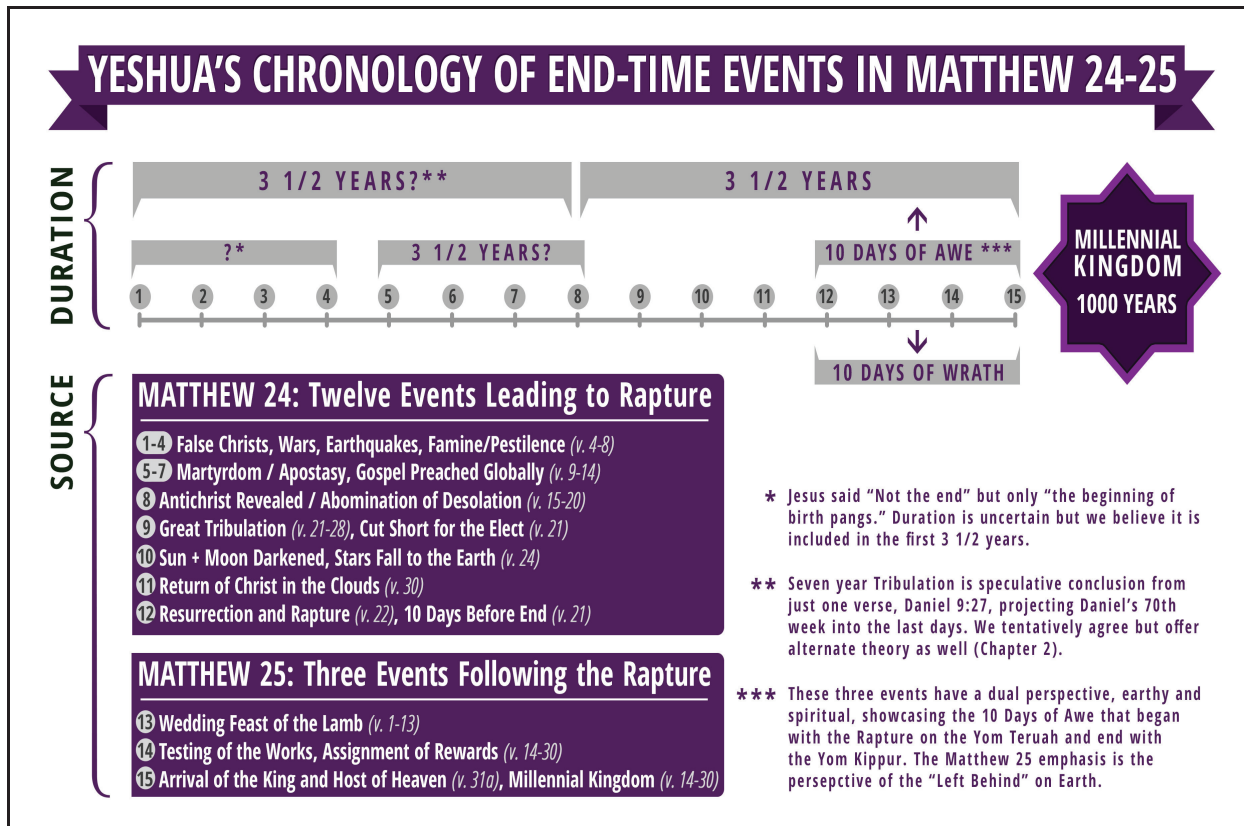 YESHUA'S CHRONOLOGY OF END-TIME EVENTS IN MATTHEW 24-25
DURATION
3 1/2 YEARS?**
3 1/2 YEARS
?*
3 1/2 YEARS?
10 DAYS OF AWE ***
1 2 3 4 5 6 7 8 9 10 11 12 13 14 15
10 DAYS OF WRATH
MILLENNIAL
KINGDOM
1000 YEARS
SOURCE
MATTHEW 24: Twelve Events Leading to Rapture
1-4 False Christs, Wars, Earthquakes, Famine/Pestilence (v. 4-8)
5-7 Martyrdom / Apostasy, Gospel Preached Globally (v. 9-14)
8 Antichrist Revealed / Abomination of Desolation (v. 15-20)
9 Great Tribulation (v. 21-28), Cut Short for the Elect (v. 21)
10 Sun + Moon Darkened, Stars Fall to the Earth (v. 24)
11 Return of Christ in the Clouds (v. 30)
12 Resurrection and Rapture (v. 22), 10 Days Before End (v. 21)
MATTHEW 25: Three Events Following the Rapture
13 Wedding Feast of the Lamb (v. 1-13)
14 Testing of the Works, Assignment of Rewards (v. 14-30)
15 Arrival of the King and Host of Heaven (v. 31a), Millennial Kingdom (v. 14-30)
* Jesus said "Not the end" but only "the beginning of
birth pangs." Duration is uncertain but we believe it is
included in the first 3 1/2 years.
** Seven year Tribulation is speculative conclusion from
just one verse, Daniel 9:27, projecting Daniel's 70th
week into the last days. We tentatively agree but offer
alternate theory as well (Chapter 2).
*** These three events have a dual perspective, earthy and
spiritual, showcasing the 10 Days of Awe that began
with the Rapture on the Yom Teruah and end with
the Yom Kippur. The Matthew 25 emphasis is the
persepctive of the "Left Behind" on Earth.